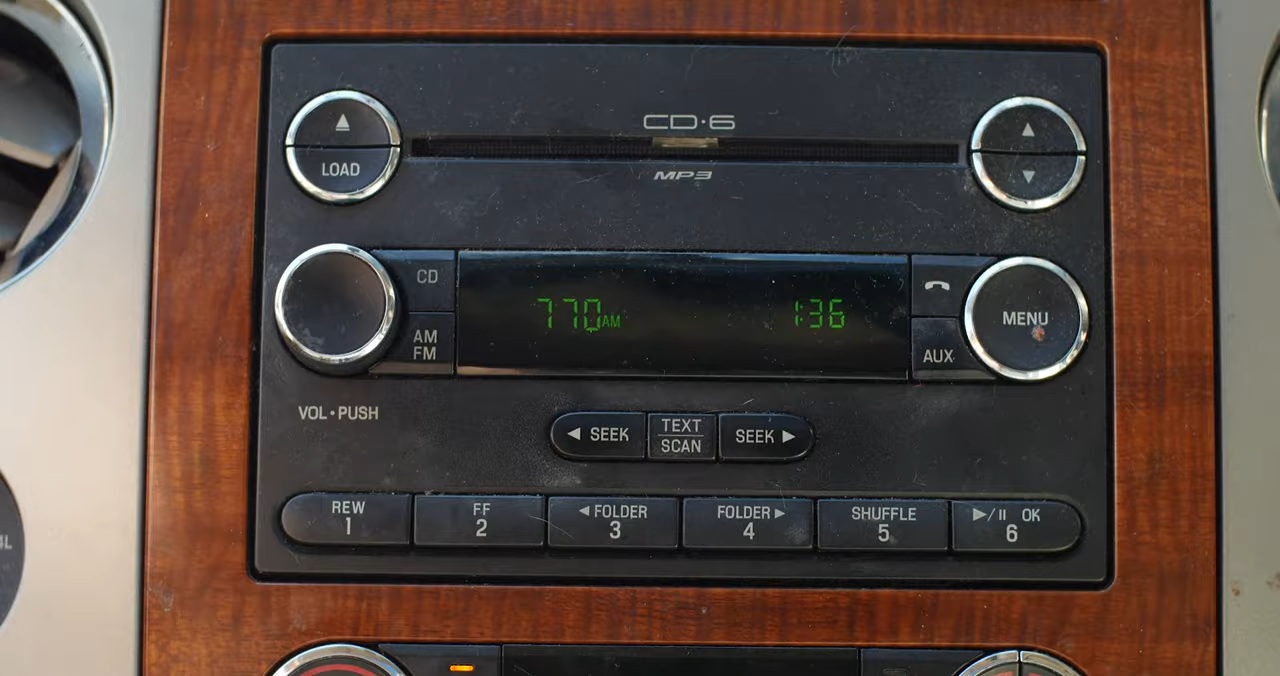 CD·6
LOAD
MP3
CD
770AM 1:36
MENU
AM
FM
AUX
VOL•PUSH
◄ SEEK
TEXT
SCAN
SEEK ►
REW
1
FF
2
◄FOLDER
3
FOLDER►
4
SHUFFLE
5
►/II OK
6